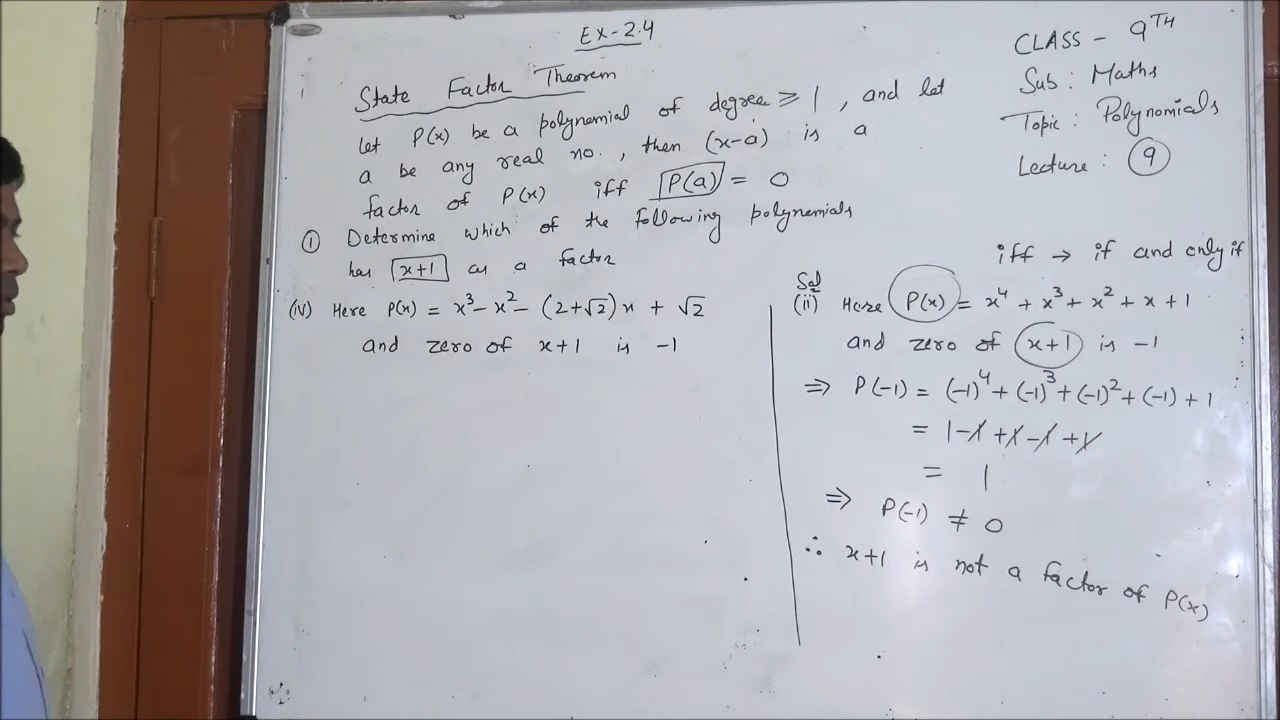 Ex-2.4
CLASS - 9TH
Sub : Maths
Topic : Polynomials
Lecture : 9
State Factor Theorem
let P(x) be a polynemial of degree ≥ 1, and let
a be any real no., then (x-a) is a
factor of P(x) iff P(a) = 0
① Determine which of the following polynemials
has x+1 as a factor
(iv) Here P(x) = x³ - x² - (2+√2)x + √2
and zero of x+1 is -1
iff → if and only if
Sol
(ii) Here P(x) = x⁴ + x³ + x² + x + 1
and zero of x+1 is -1
⇒ P(-1) = (-1)⁴ + (-1)³ + (-1)² + (-1) + 1
= 1 - 1 + 1 - 1 + 1
= 1
⇒ P(-1) ≠ 0
∴ x+1 is not a factor of P(x)